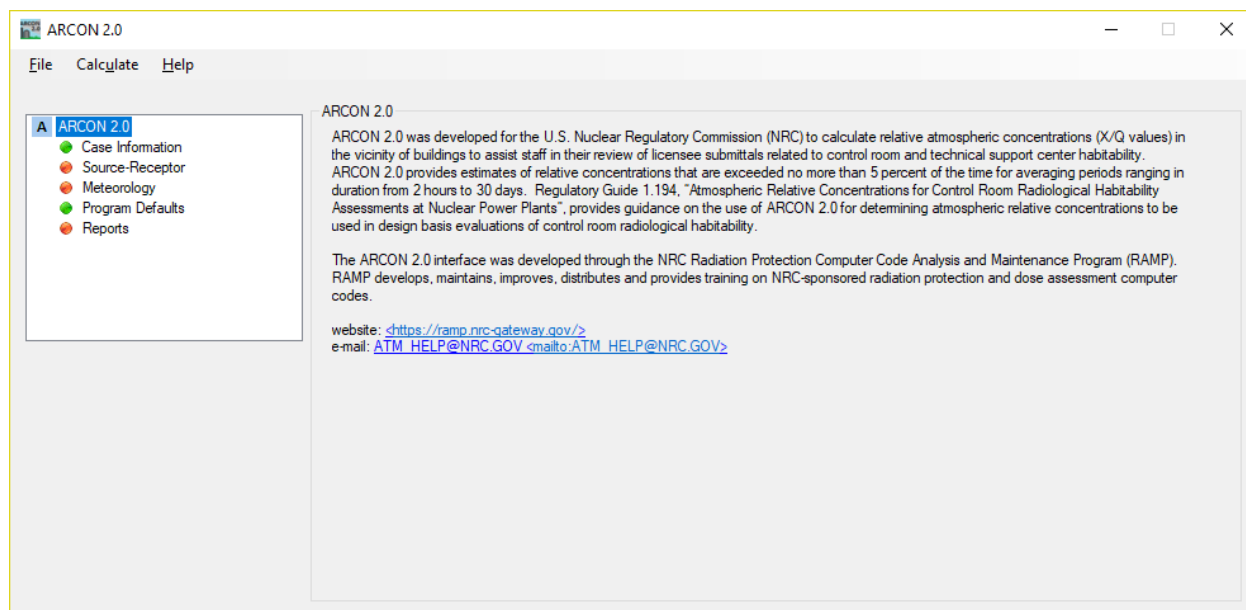 ARCON 2.0
File Calculate Help
A ARCON 2.0
Case Information
Source-Receptor
Meteorology
Program Defaults
Reports
ARCON 2.0
ARCON 2.0 was developed for the U.S. Nuclear Regulatory Commission (NRC) to calculate relative atmospheric concentrations (X/Q values) in
the vicinity of buildings to assist staff in their review of licensee submittals related to control room and technical support center habitability.
ARCON 2.0 provides estimates of relative concentrations that are exceeded no more than 5 percent of the time for averaging periods ranging in
duration from 2 hours to 30 days. Regulatory Guide 1.194, "Atmospheric Relative Concentrations for Control Room Radiological Habitability
Assessments at Nuclear Power Plants", provides guidance on the use of ARCON 2.0 for determining atmospheric relative concentrations to be
used in design basis evaluations of control room radiological habitability.
The ARCON 2.0 interface was developed through the NRC Radiation Protection Computer Code Analysis and Maintenance Program (RAMP).
RAMP develops, maintains, improves, distributes and provides training on NRC-sponsored radiation protection and dose assessment computer
codes.
website: <https://ramp.nrc-gateway.gov/>
e-mail: ATM_HELP@NRC.GOV <mailto:ATM_HELP@NRC.GOV>